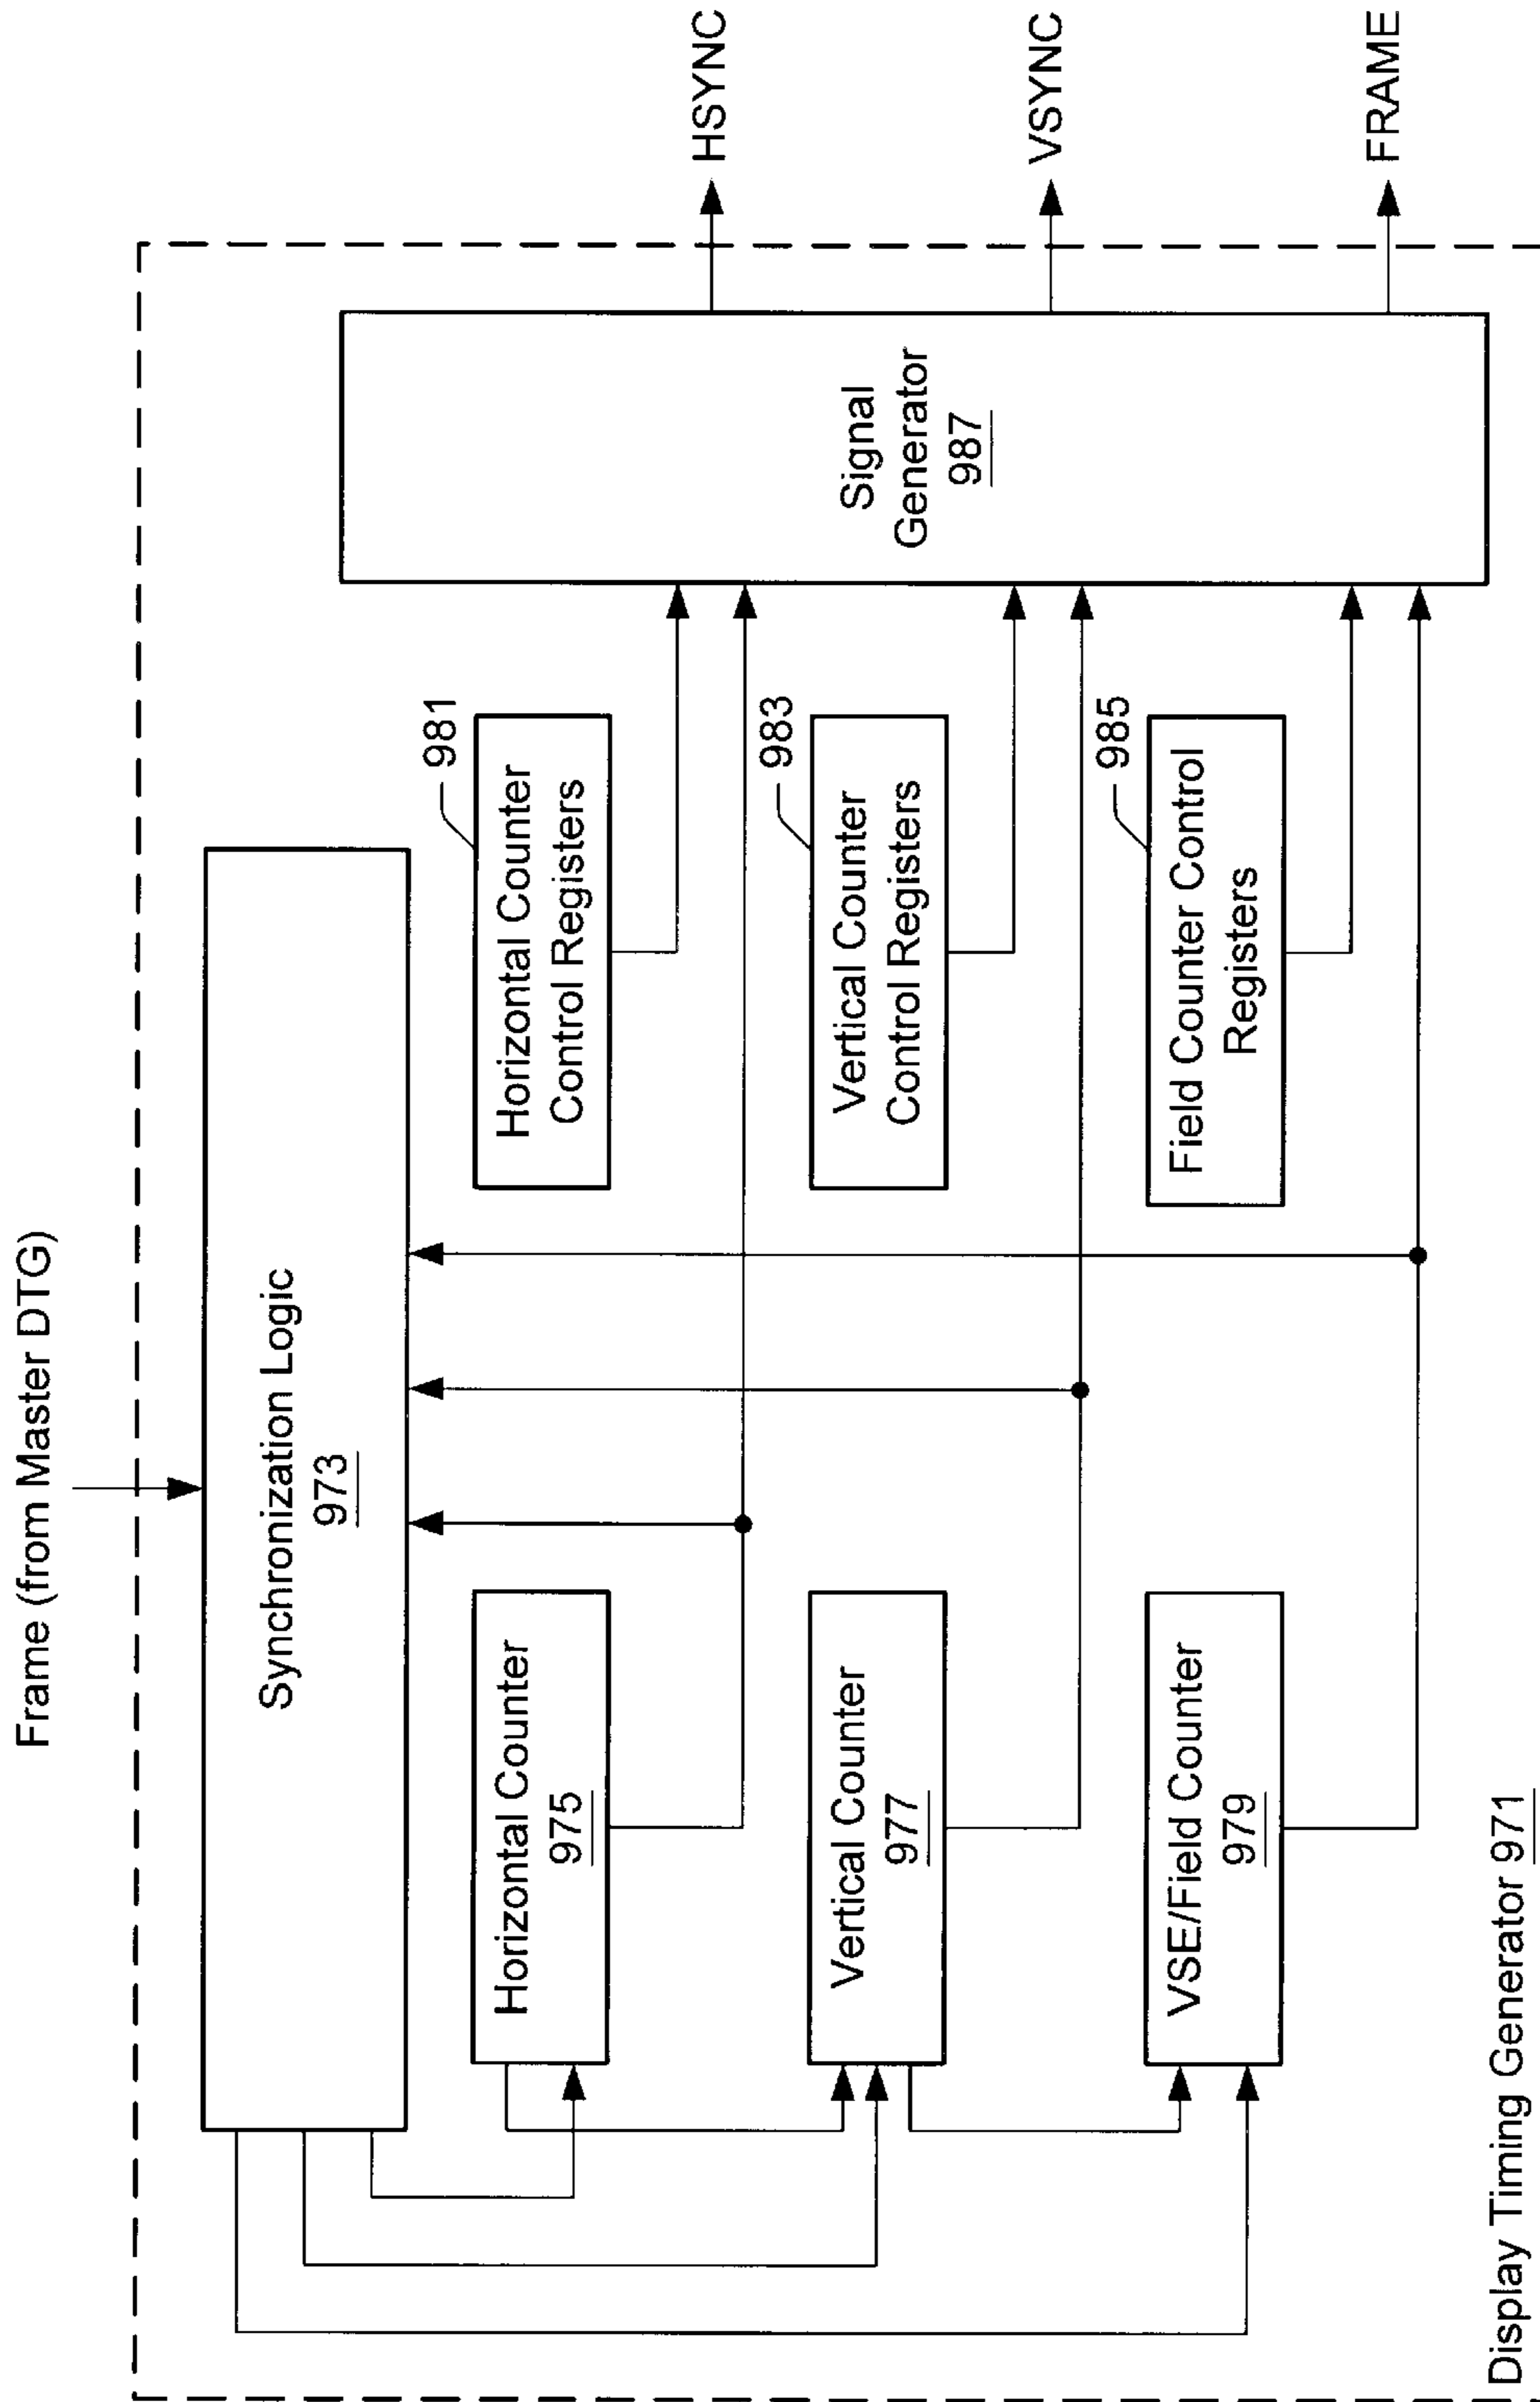 Frame (from Master DTG)
Synchronization Logic
973
Horizontal Counter
975
Horizontal Counter
Control Registers
981
HSYNC
Vertical Counter
977
Vertical Counter
Control Registers
983
Signal
Generator
987
VSYNC
VSE/Field Counter
979
Field Counter Control
Registers
985
FRAME
Display Timing Generator 971